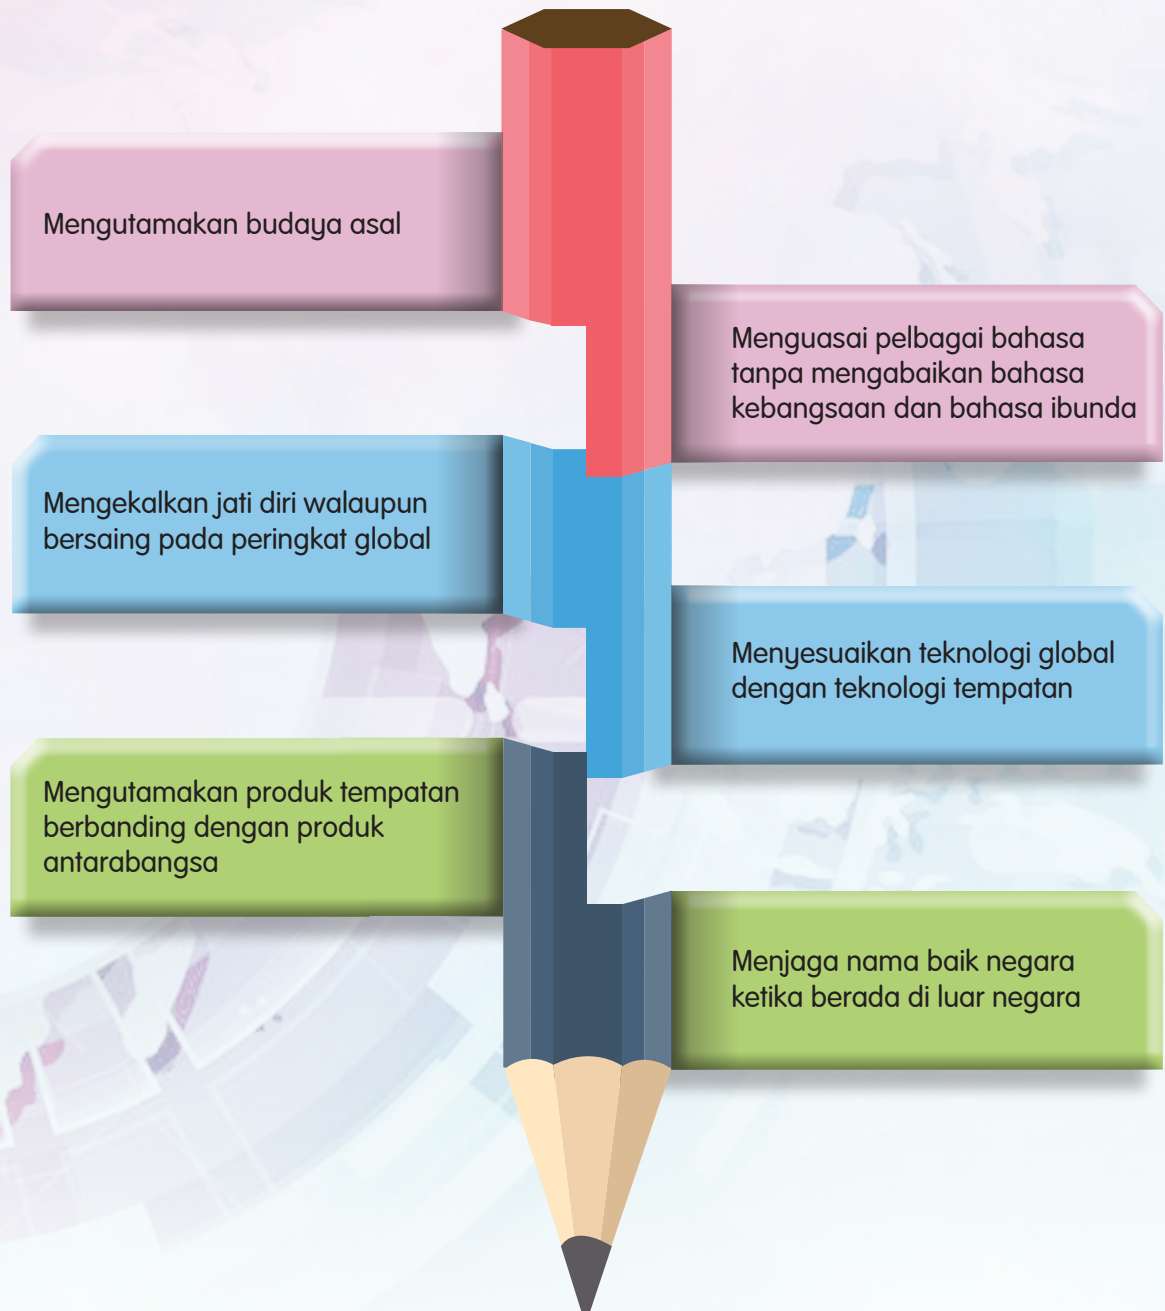 Mengutamakan budaya asal
Menguasai pelbagai bahasa
tanpa mengabaikan bahasa
kebangsaan dan bahasa ibunda
Mengekalkan jati diri walaupun
bersaing pada peringkat global
Menyesuaikan teknologi global
dengan teknologi tempatan
Mengutamakan produk tempatan
berbanding dengan produk
antarabangsa
Menjaga nama baik negara
ketika berada di luar negara